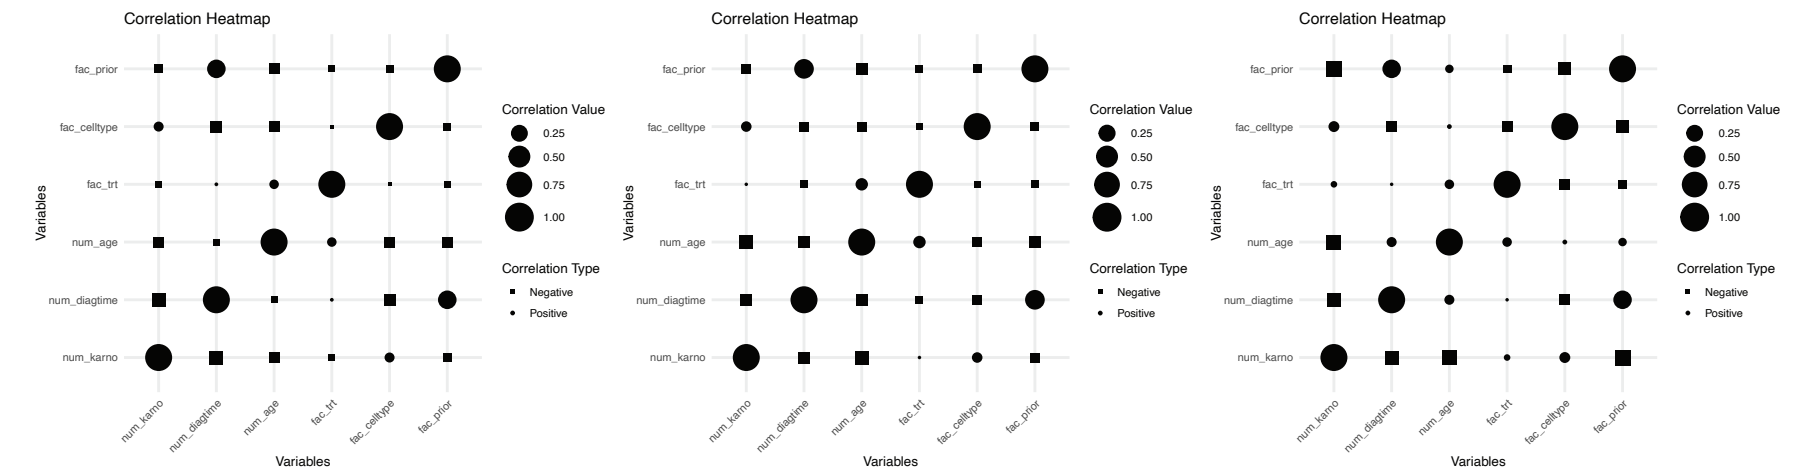 Correlation Heatmap
Variables
fac_prior
fac_celltype
fac_trt
num_age
num_diagtime
num_karno
num_karno
num_diagtime
num_age
fac_trt
fac_celltype
fac_prior
Variables
Correlation Value
0.25
0.50
0.75
1.00
Correlation Type
Negative
Positive
Correlation Heatmap
Variables
fac_prior
fac_celltype
fac_trt
num_age
num_diagtime
num_karno
num_karno
num_diagtime
num_age
fac_trt
fac_celltype
fac_prior
Variables
Correlation Value
0.25
0.50
0.75
1.00
Correlation Type
Negative
Positive
Correlation Heatmap
Variables
fac_prior
fac_celltype
fac_trt
num_age
num_diagtime
num_karno
num_karno
num_diagtime
num_age
fac_trt
fac_celltype
fac_prior
Variables
Correlation Value
0.25
0.50
0.75
1.00
Correlation Type
Negative
Positive